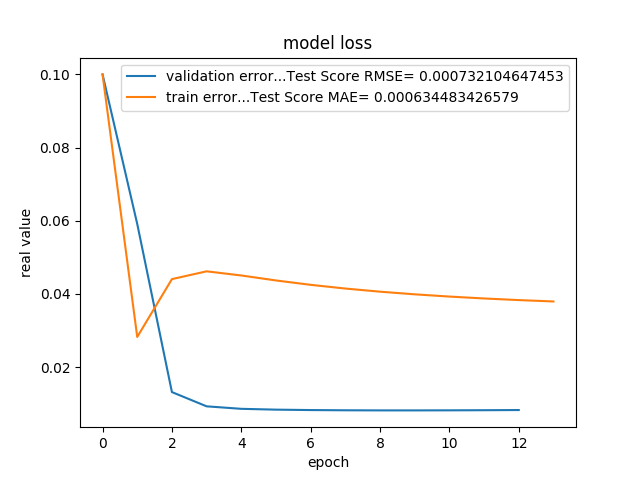 model loss
validation error...Test Score RMSE= 0.000732104647453
train error...Test Score MAE= 0.000634483426579
real value
0.10
0.08
0.06
0.04
0.02
0 2 4 6 8 10 12
epoch